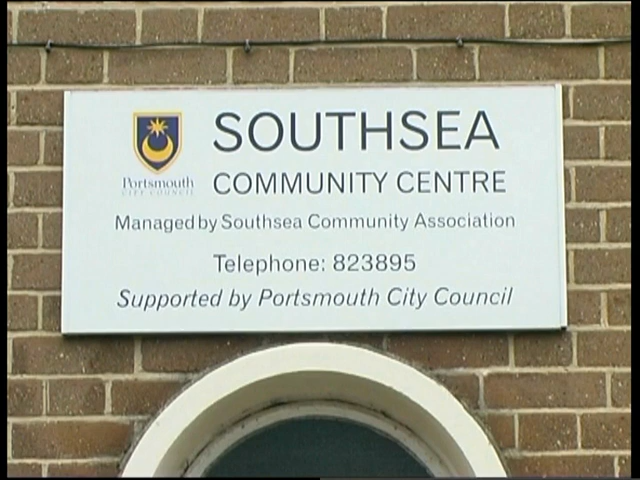 SOUTHSEA
Portsmouth
CITY COUNCIL
COMMUNITY CENTRE
Managed by Southsea Community Association
Telephone: 823895
Supported by Portsmouth City Council